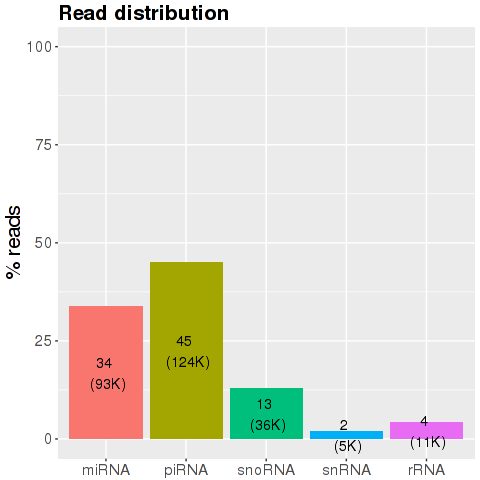 Read distribution
% reads
100
75
50
25
0
34
(93K)
45
(124K)
13
(36K)
2
(5K)
4
(11K)
miRNA piRNA snoRNA snRNA rRNA